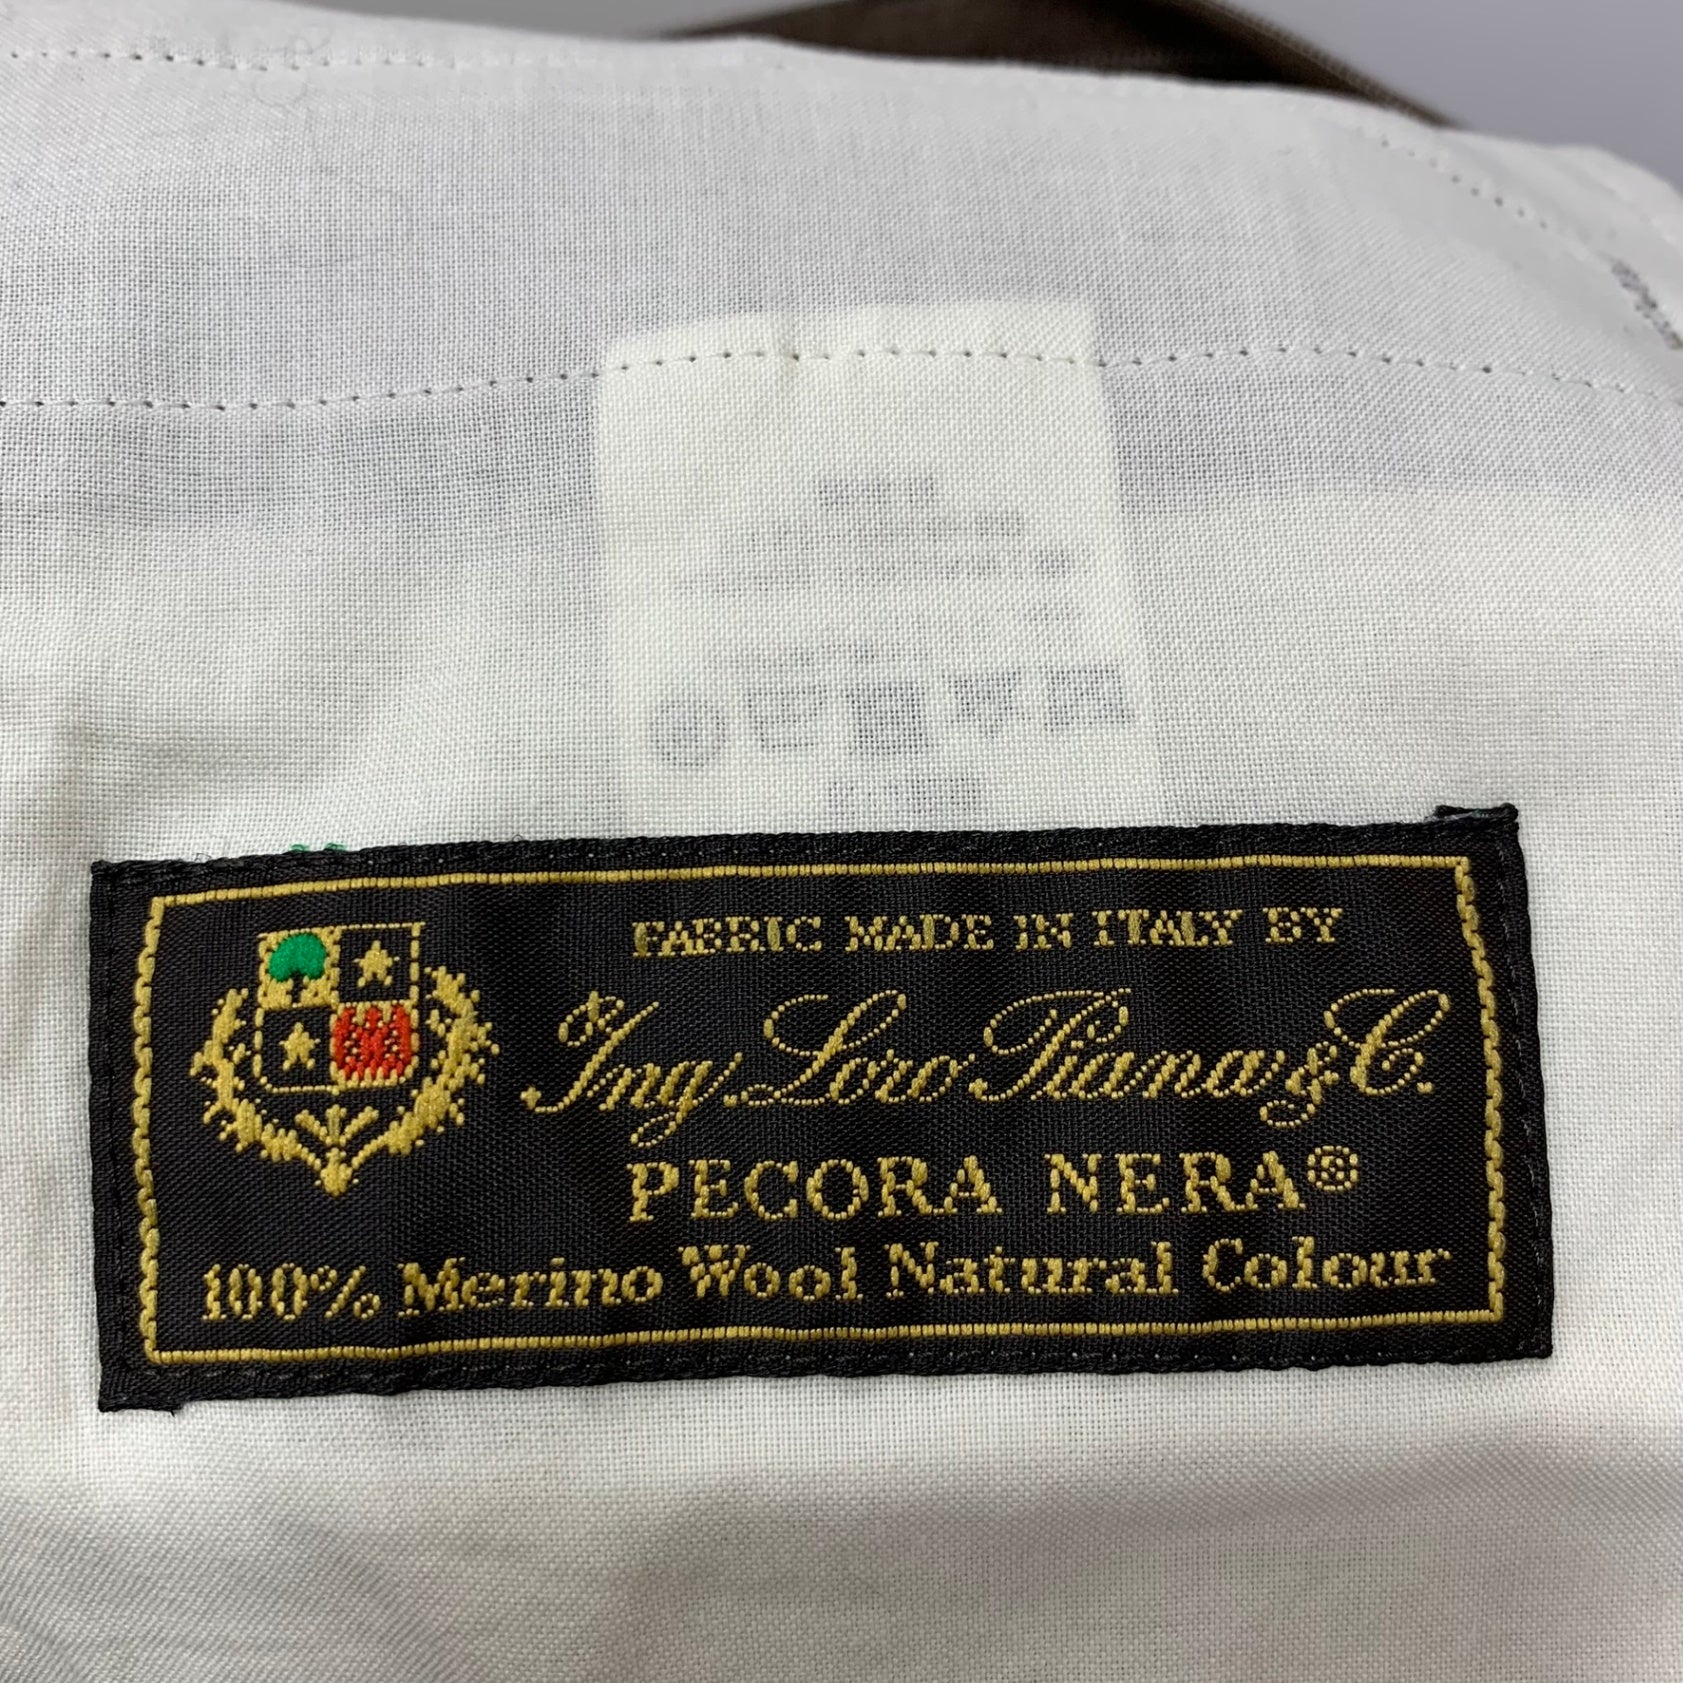 FABRIC MADE IN ITALY BY
Ing. Loro Piana & C.
PECORA NERA®
100% Merino Wool Natural Colour